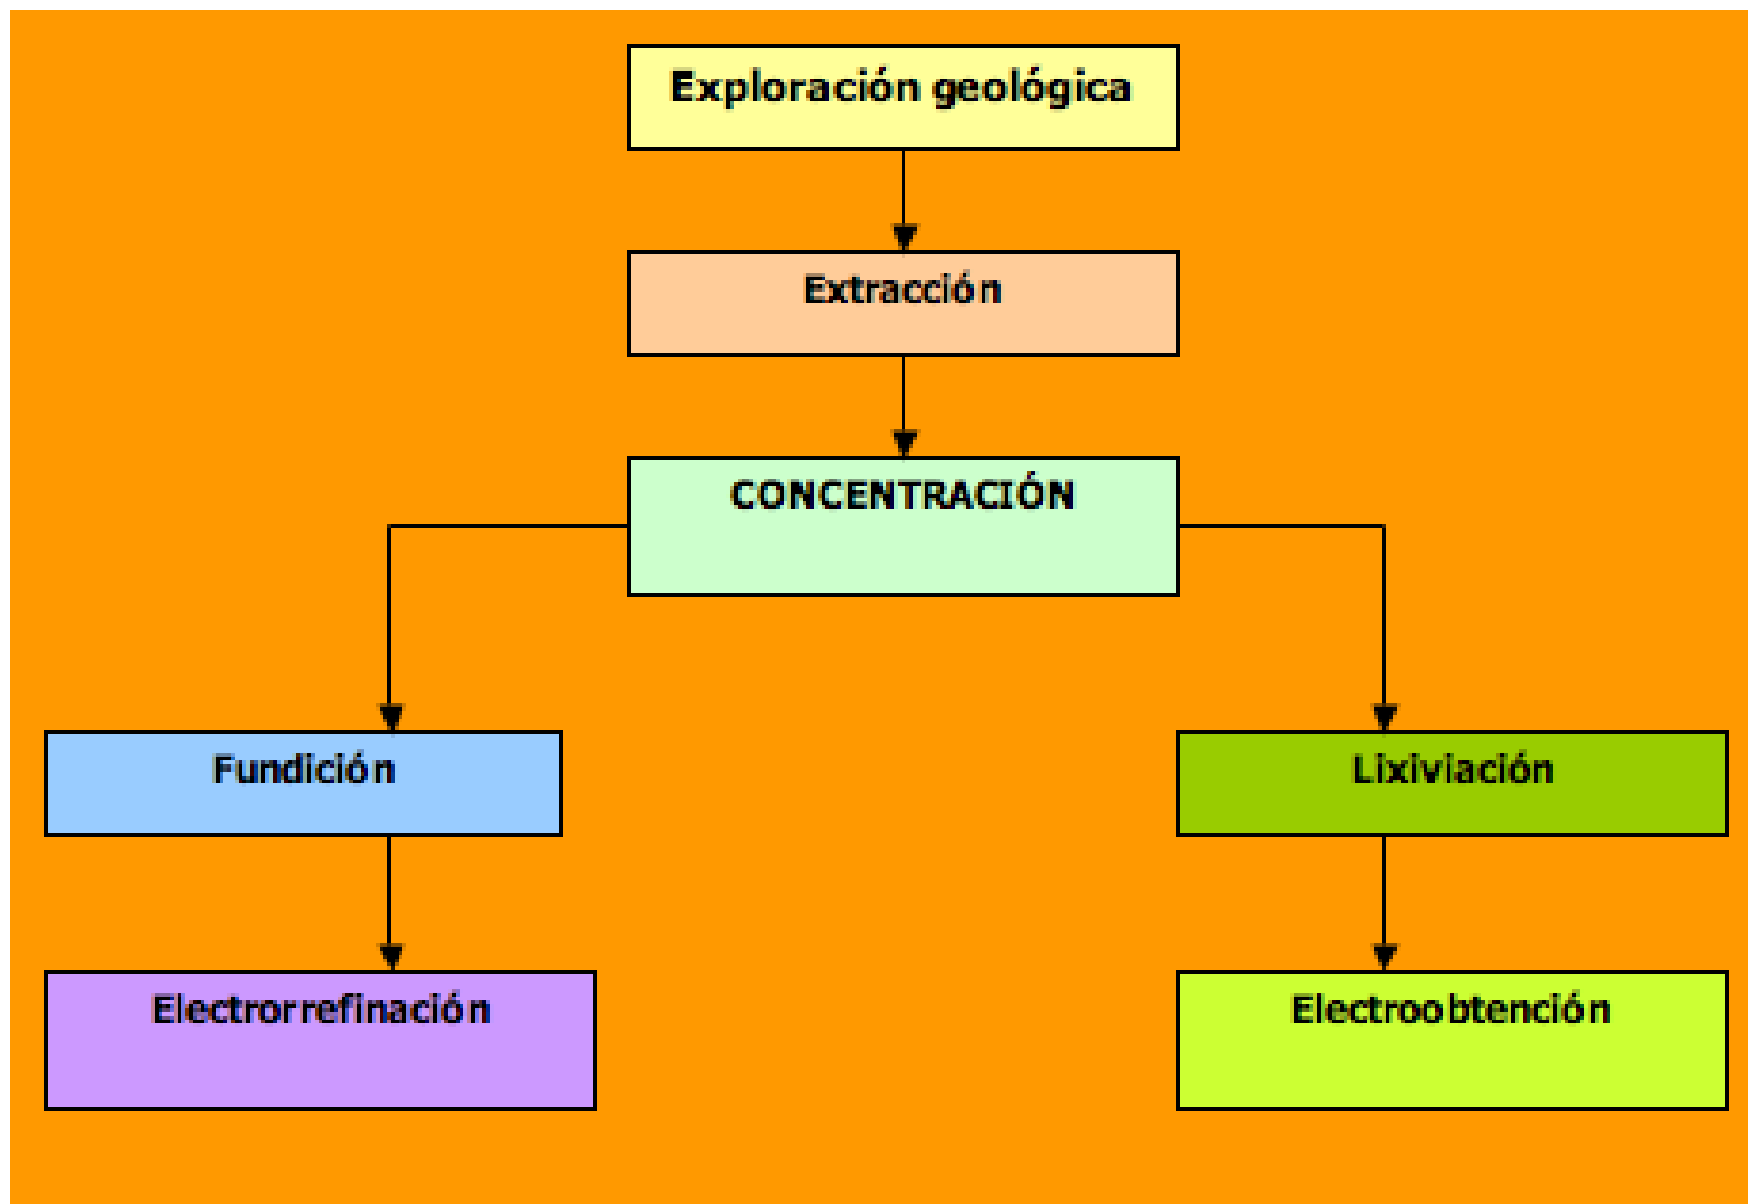 Exploración geológica
Extracción
CONCENTRACIÓN
Fundición
Lixiviación
Electrorrefinación
Electroobtención